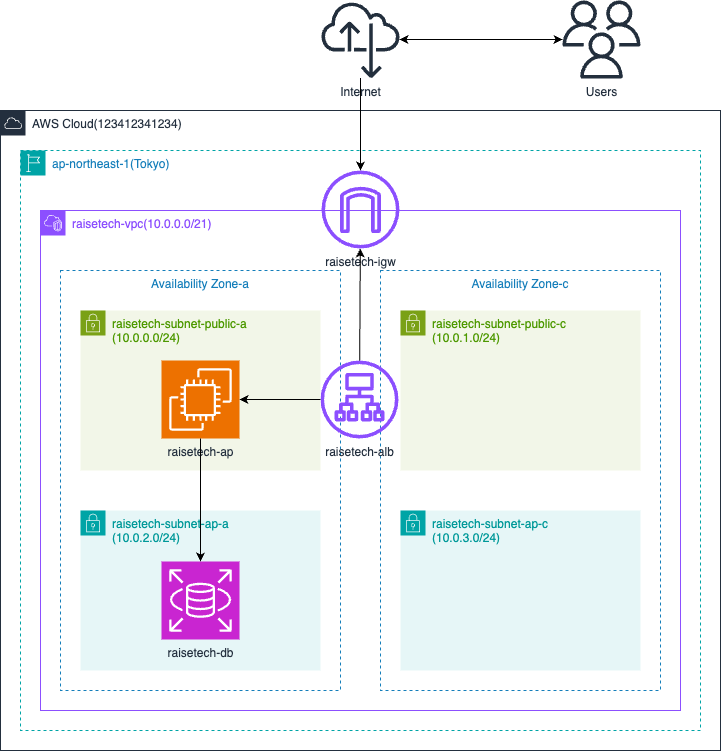 Internet
Users
AWS Cloud(123412341234)
ap-northeast-1(Tokyo)
raisetech-vpc(10.0.0.0/21)
raisetech-igw
Availability Zone-a
Availability Zone-c
raisetech-subnet-public-a
(10.0.0.0/24)
raisetech-subnet-public-c
(10.0.1.0/24)
raisetech-ap
raisetech-alb
raisetech-subnet-ap-a
(10.0.2.0/24)
raisetech-subnet-ap-c
(10.0.3.0/24)
raisetech-db